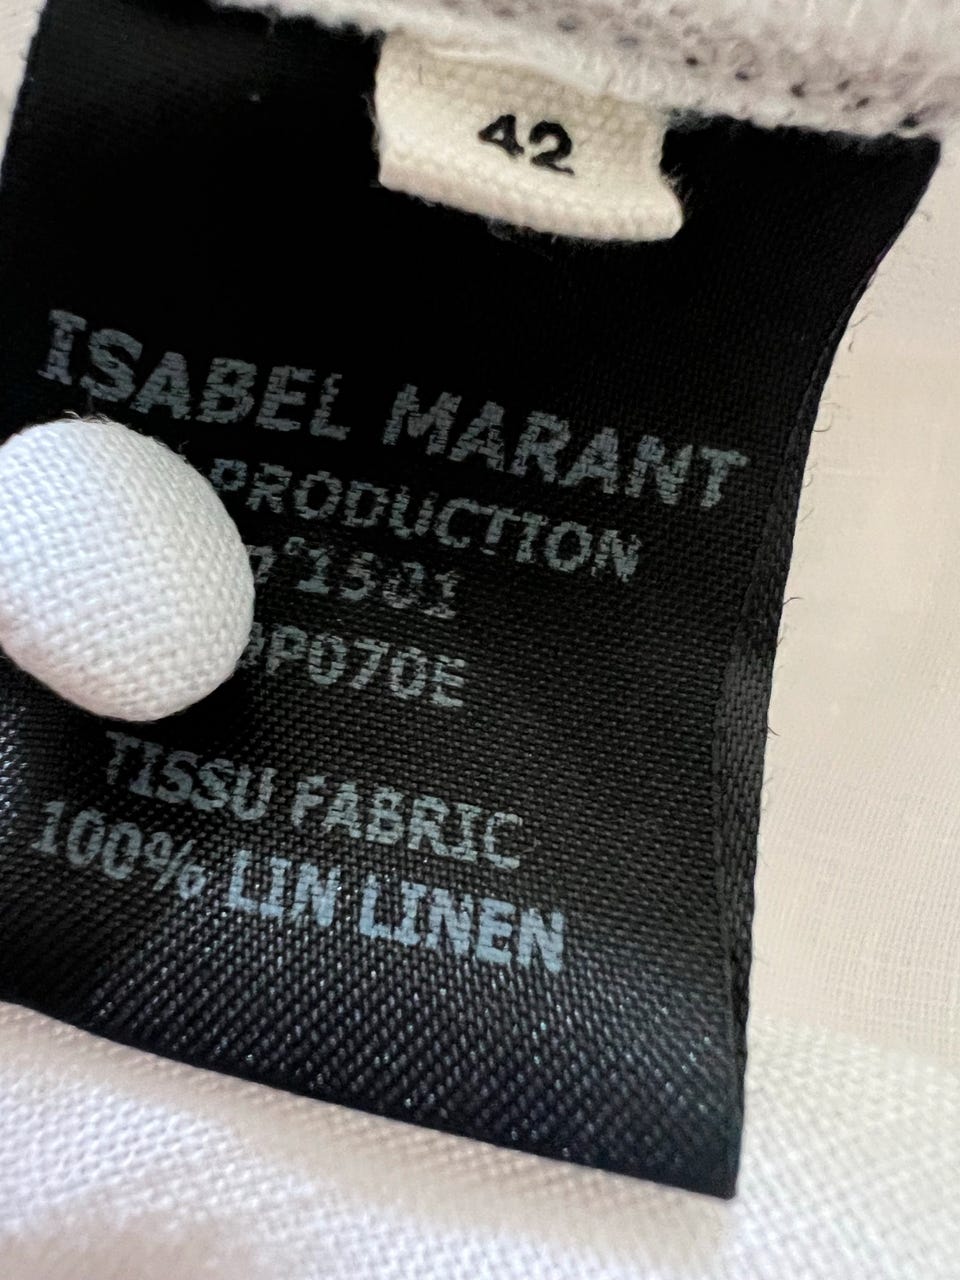 42
ISABEL MARANT
PRODUCTION
TISSU FABRIC
100% LIN LINEN